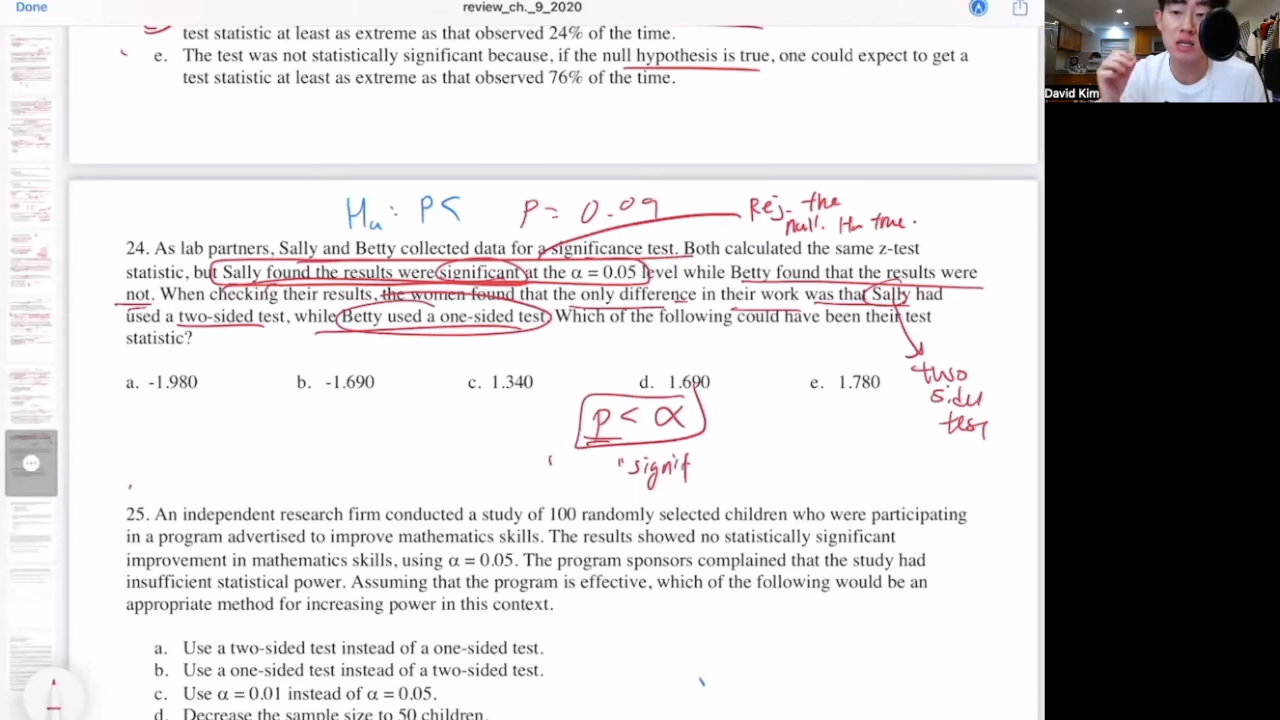 Done
review_ch._9_2020
test statistic at least as extreme as that observed 24% of the time.
e. The test was not statistically significant because, if the null hypothesis is true, one could expect to get a
test statistic at least as extreme as that observed 76% of the time.
David Kim
Ha: P<
P= 0.09
Rej. the
null. Ha true.
24. As lab partners, Sally and Betty collected data for a significance test. Both calculated the same z-test
statistic, but Sally found the results were significant at the α = 0.05 level while Betty found that the results were
not. When checking their results, the women found that the only difference in their work was that Sally had
used a two-sided test, while Betty used a one-sided test. Which of the following could have been their test
statistic?
a. -1.980 b. -1.690 c. 1.340 d. 1.690 e. 1.780
two
sided
test
p < α
"signif
25. An independent research firm conducted a study of 100 randomly selected children who were participating
in a program advertised to improve mathematics skills. The results showed no statistically significant
improvement in mathematics skills, using α = 0.05. The program sponsors complained that the study had
insufficient statistical power. Assuming that the program is effective, which of the following would be an
appropriate method for increasing power in this context.
a. Use a two-sided test instead of a one-sided test.
b. Use a one-sided test instead of a two-sided test.
c. Use α = 0.01 instead of α = 0.05.
d. Decrease the sample size to 50 children.